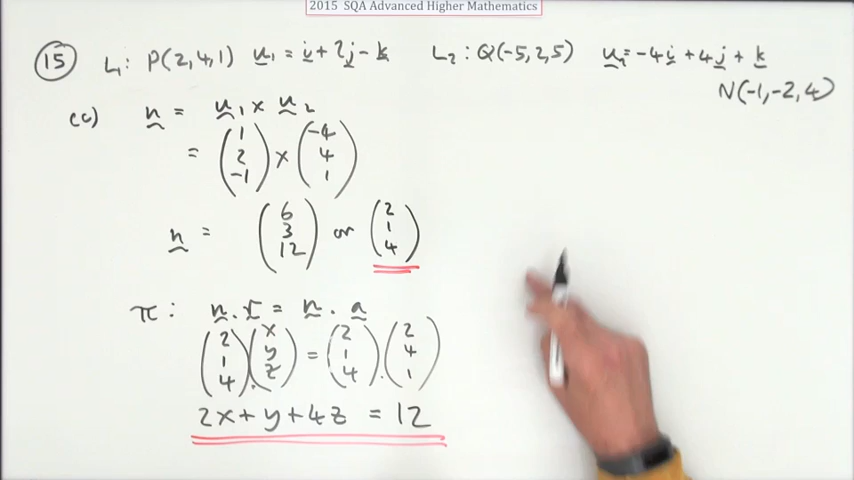 2015 SQA Advanced Higher Mathematics
15 L₁: P(2,4,1) u₁ = i + 2j - k L₂: Q(-5,2,5) u₂ = -4i + 4j + k
N(-1,-2,4)
(c) n = u₁ × u₂
= (1 2 -1) × (-4 4 1)
n = (6 3 12) or (2 1 4)
π: n . r = n . a
(2 1 4) . (x y z) = (2 1 4) . (2 4 1)
2x + y + 4z = 12